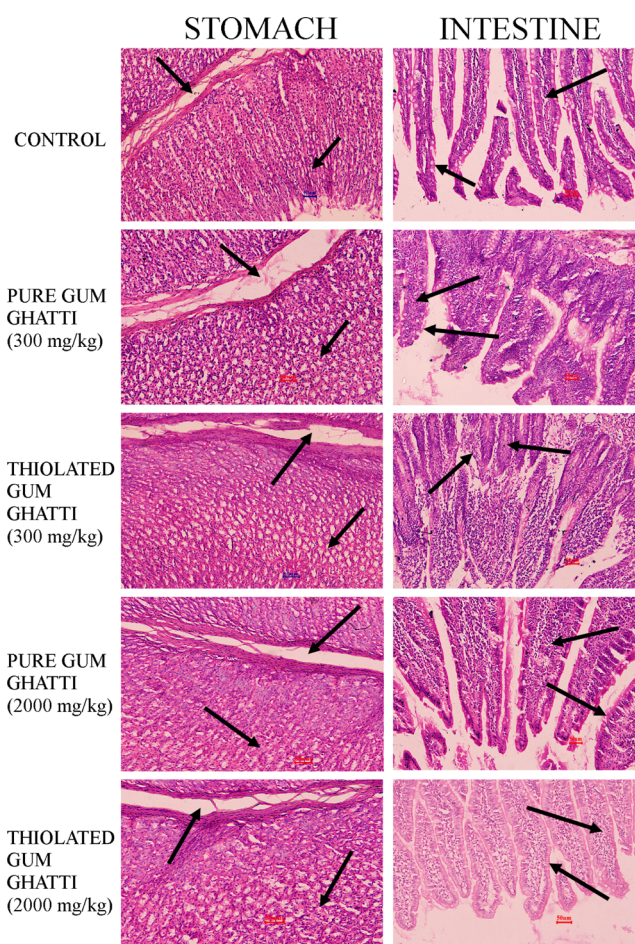 STOMACH INTESTINE
CONTROL
PURE GUM
GHATTI
(300 mg/kg)
THIOLATED
GUM
GHATTI
(300 mg/kg)
PURE GUM
GHATTI
(2000 mg/kg)
THIOLATED
GUM
GHATTI
(2000 mg/kg)
50um